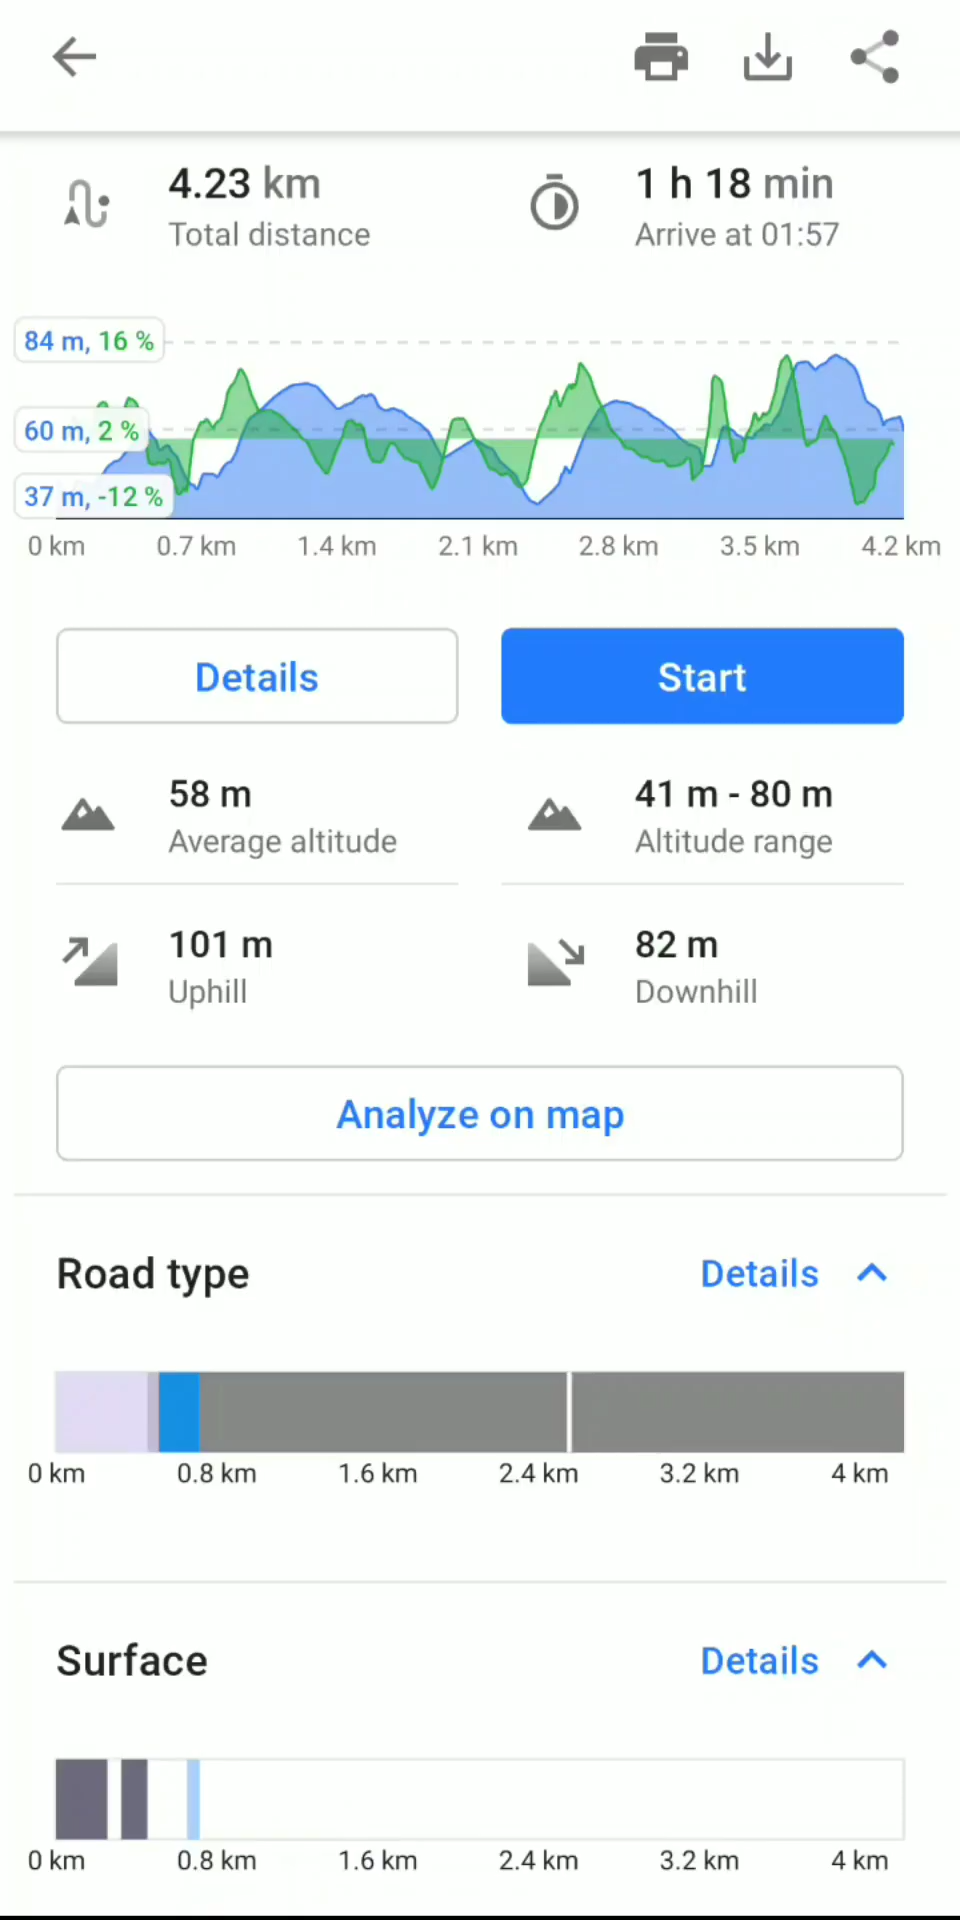 4.23 km
Total distance
1 h 18 min
Arrive at 01:57
84 m, 16 %
60 m, 2 %
37 m, -12 %
0 km 0.7 km 1.4 km 2.1 km 2.8 km 3.5 km 4.2 km
Details
Start
58 m
Average altitude
41 m - 80 m
Altitude range
101 m
Uphill
82 m
Downhill
Analyze on map
Road type
Details
0 km 0.8 km 1.6 km 2.4 km 3.2 km 4 km
Surface
Details
0 km 0.8 km 1.6 km 2.4 km 3.2 km 4 km